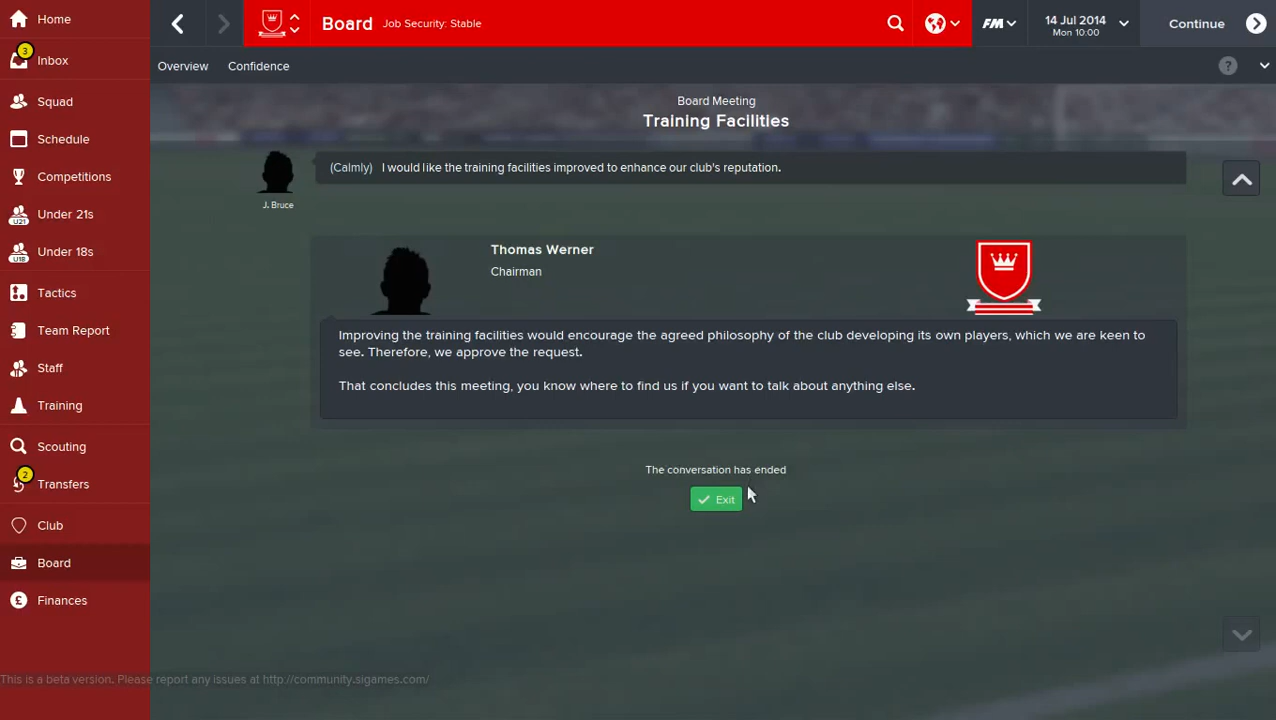 Home
Board
Job Security: Stable
FM
14 Jul 2014
Mon 10:00
Continue
3
Inbox
Overview
Confidence
?
Squad
Schedule
Competitions
U21
Under 21s
U18
Under 18s
Tactics
Team Report
Staff
Training
Scouting
2
Transfers
Club
Board
£
Finances
Board Meeting
Training Facilities
(Calmly) I would like the training facilities improved to enhance our club's reputation.
J. Bruce
Thomas Werner
Chairman
Improving the training facilities would encourage the agreed philosophy of the club developing its own players, which we are keen to
see. Therefore, we approve the request.
That concludes this meeting, you know where to find us if you want to talk about anything else.
The conversation has ended
Exit
This is a beta version. Please report any issues at http://community.sigames.com/